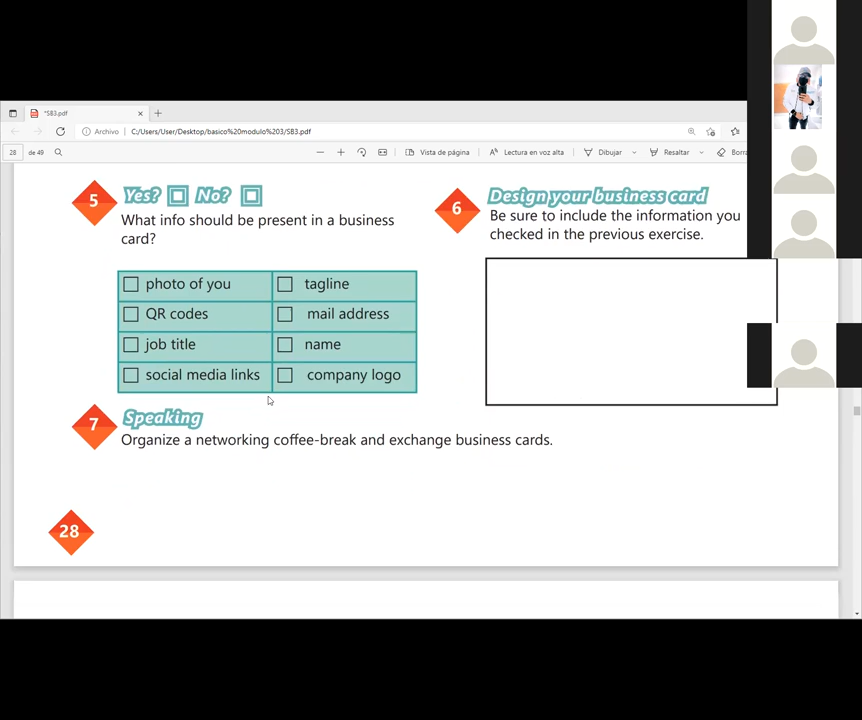 *SB3.pdf
Archivo
C:/Users/User/Desktop/basico%20modulo%203/SB3.pdf
28
de 49
Vista de página
Lectura en voz alta
Dibujar
Resaltar
Borra
5
Yes?
No?
What info should be present in a business
card?
photo of you
tagline
QR codes
mail address
job title
name
social media links
company logo
6
Design your business card
Be sure to include the information you
checked in the previous exercise.
7
Speaking
Organize a networking coffee-break and exchange business cards.
28